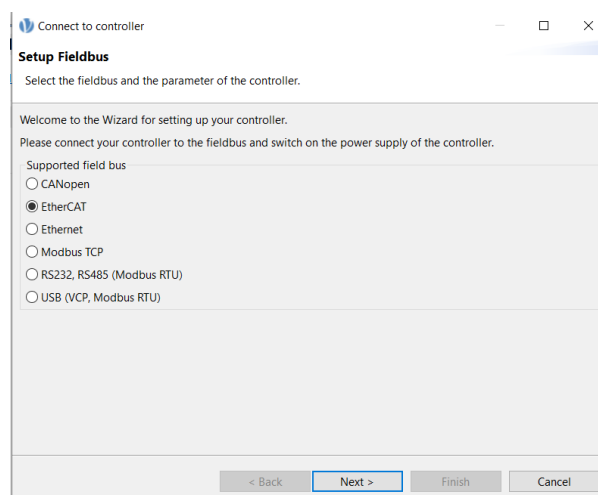 Connect to controller
Setup Fieldbus
Select the fieldbus and the parameter of the controller.
Welcome to the Wizard for setting up your controller.
Please connect your controller to the fieldbus and switch on the power supply of the controller.
Supported field bus
CANopen
EtherCAT
Ethernet
Modbus TCP
RS232, RS485 (Modbus RTU)
USB (VCP, Modbus RTU)
< Back Next > Finish Cancel